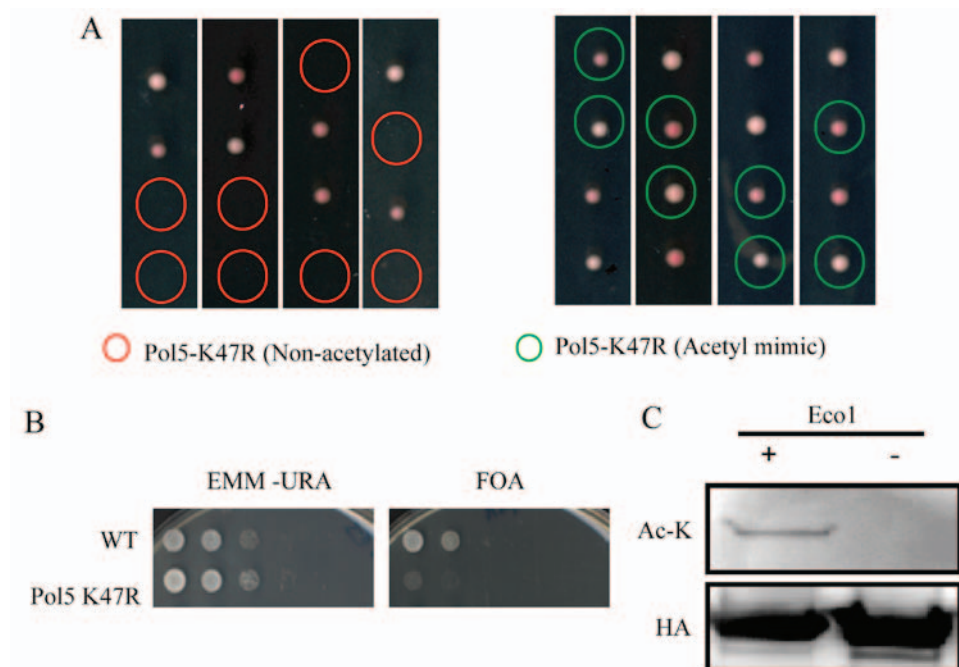 A
Pol5-K47R (Non-acetylated)
Pol5-K47R (Acetyl mimic)
B
EMM -URA
FOA
WT
Pol5 K47R
C
Eco1
+ -
Ac-K
HA